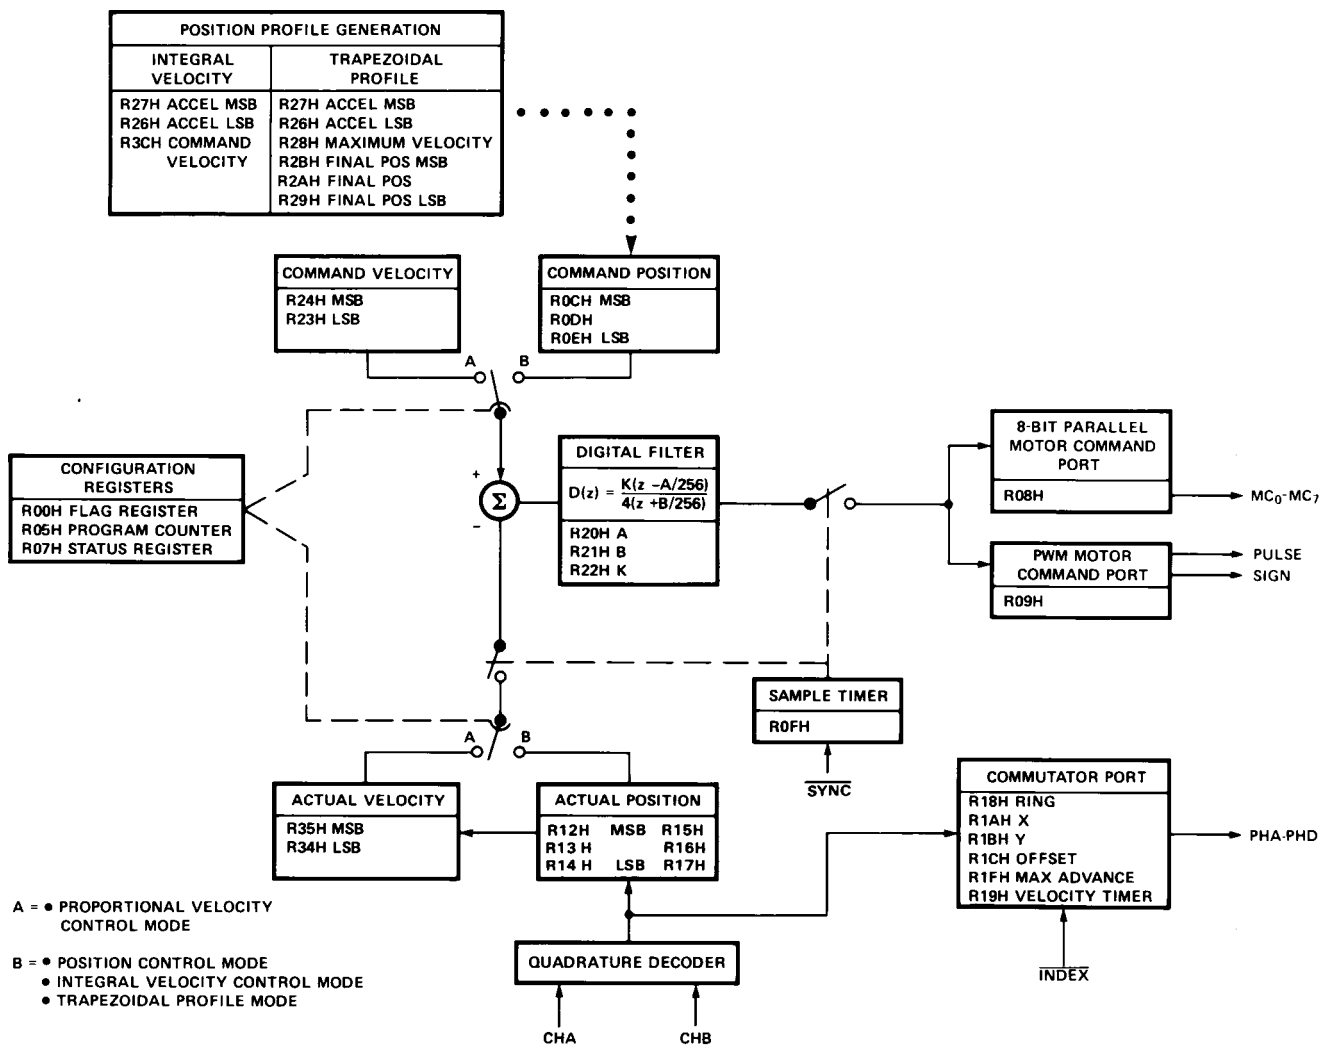 POSITION PROFILE GENERATION
INTEGRAL
VELOCITY
R27H ACCEL MSB
R26H ACCEL LSB
R3CH COMMAND
VELOCITY
TRAPEZOIDAL
PROFILE
R27H ACCEL MSB
R26H ACCEL LSB
R28H MAXIMUM VELOCITY
R2BH FINAL POS MSB
R2AH FINAL POS
R29H FINAL POS LSB
COMMAND VELOCITY
R24H MSB
R23H LSB
COMMAND POSITION
R0CH MSB
R0DH
R0EH LSB
A
B
CONFIGURATION
REGISTERS
R00H FLAG REGISTER
R05H PROGRAM COUNTER
R07H STATUS REGISTER
+
Σ
−
DIGITAL FILTER
D(z) = K(z −A/256)
4(z +B/256)
R20H A
R21H B
R22H K
8-BIT PARALLEL
MOTOR COMMAND
PORT
R08H
MC0-MC7
PWM MOTOR
COMMAND PORT
R09H
PULSE
SIGN
SAMPLE TIMER
R0FH
SYNC
A
B
ACTUAL VELOCITY
R35H MSB
R34H LSB
ACTUAL POSITION
R12H MSB R15H
R13H R16H
R14H LSB R17H
COMMUTATOR PORT
R18H RING
R1AH X
R1BH Y
R1CH OFFSET
R1FH MAX ADVANCE
R19H VELOCITY TIMER
PHA-PHD
INDEX
QUADRATURE DECODER
CHA
CHB
A = • PROPORTIONAL VELOCITY
CONTROL MODE
B = • POSITION CONTROL MODE
• INTEGRAL VELOCITY CONTROL MODE
• TRAPEZOIDAL PROFILE MODE